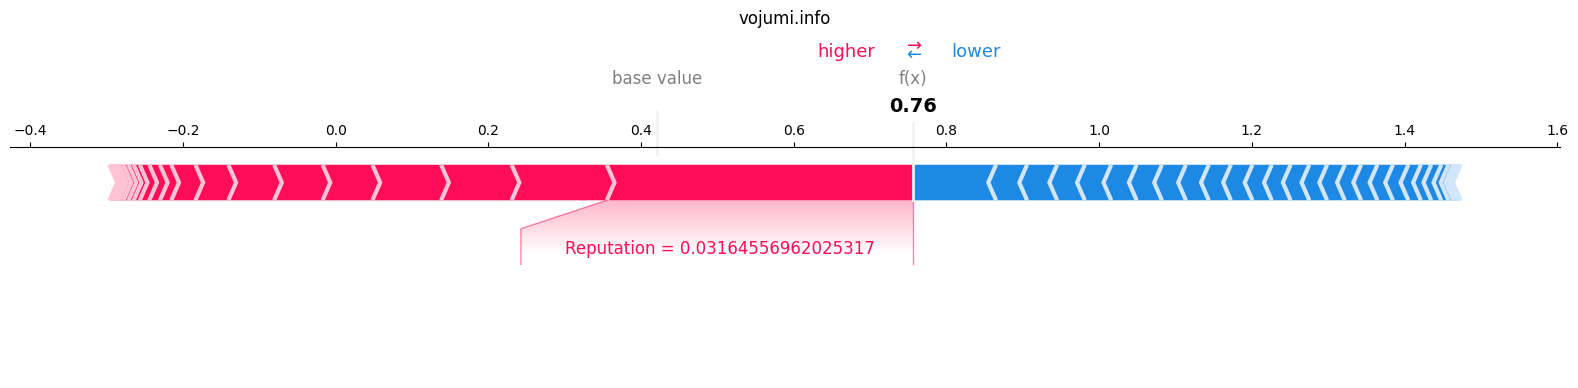 vojumi.info
higher ⇄ lower
base value f(x)
0.76
−0.4 −0.2 0.0 0.2 0.4 0.6 0.8 1.0 1.2 1.4 1.6
Reputation = 0.03164556962025317